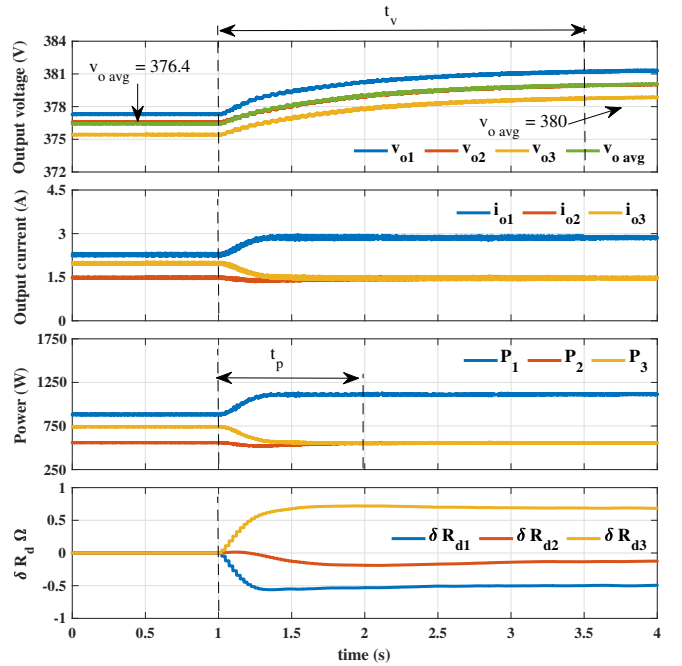 t_v
384
381
378
375
372
Output voltage (V)
v_o avg = 376.4
v_o avg = 380
v_o1 v_o2 v_o3 v_o avg
4.5
3
1.5
0
Output current (A)
i_o1 i_o2 i_o3
1750
1250
750
250
Power (W)
t_p
P_1 P_2 P_3
1
0.5
0
-0.5
-1
δ R_d Ω
δ R_d1 δ R_d2 δ R_d3
0 0.5 1 1.5 2 2.5 3 3.5 4
time (s)